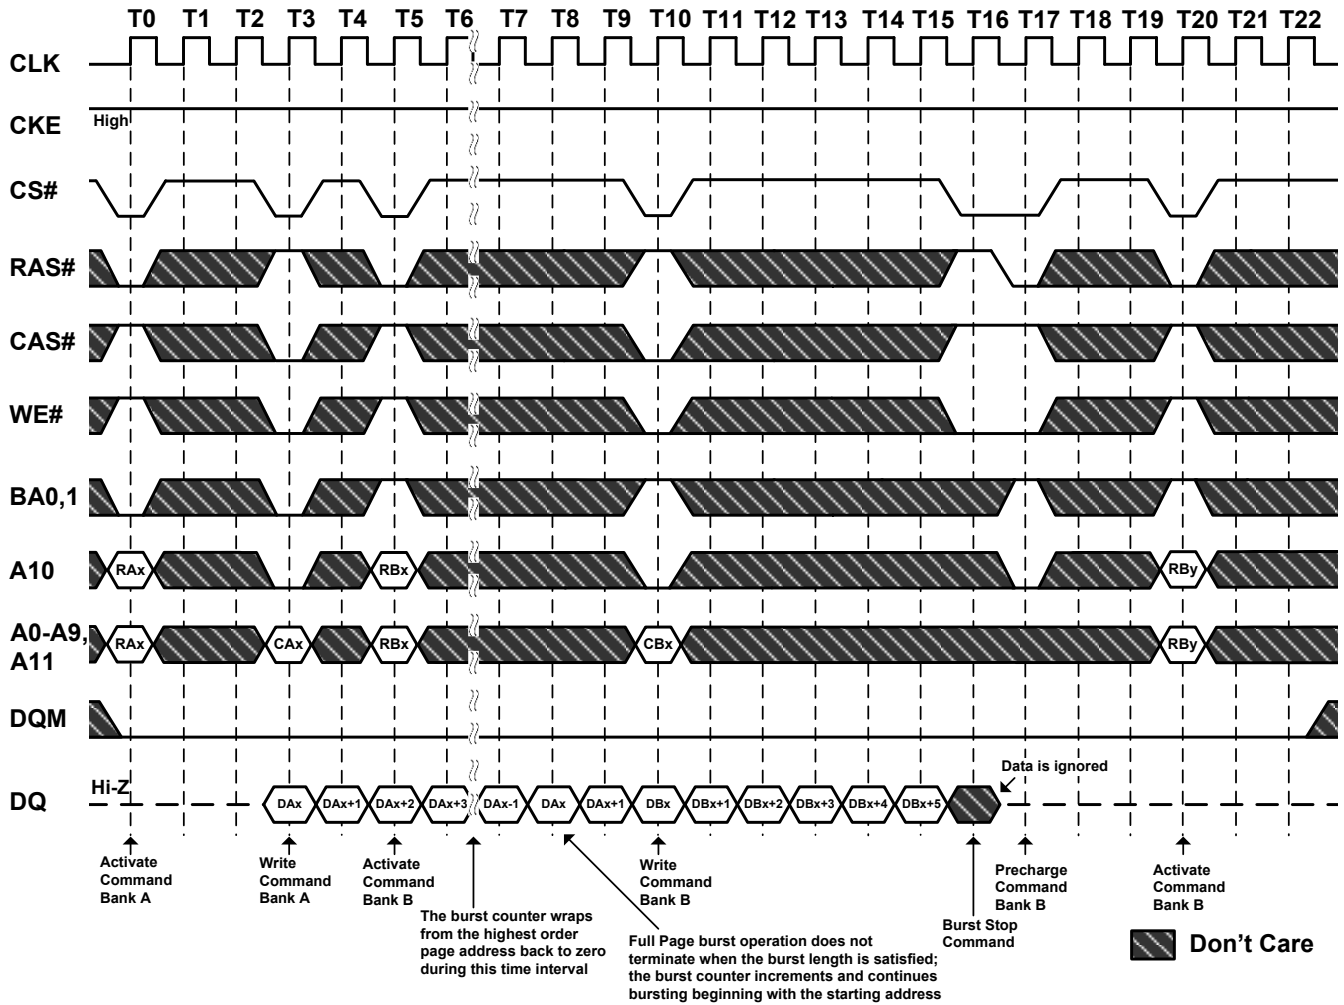 T0 T1 T2 T3 T4 T5 T6 T7 T8 T9 T10 T11 T12 T13 T14 T15 T16 T17 T18 T19 T20 T21 T22
CLK
CKE
High
CS#
RAS#
CAS#
WE#
BA0,1
A10
RAx RBx RBy
A0-A9,
A11
RAx CAx RBx CBx RBy
DQM
DQ
Hi-Z
DAx DAx+1 DAx+2 DAx+3 DAx-1 DAx DAx+1 DBx DBx+1 DBx+2 DBx+3 DBx+4 DBx+5
Data is ignored
Activate
Command
Bank A
Write
Command
Bank A
Activate
Command
Bank B
The burst counter wraps
from the highest order
page address back to zero
during this time interval
Write
Command
Bank B
Full Page burst operation does not
terminate when the burst length is satisfied;
the burst counter increments and continues
bursting beginning with the starting address
Burst Stop
Command
Precharge
Command
Bank B
Activate
Command
Bank B
Don't Care